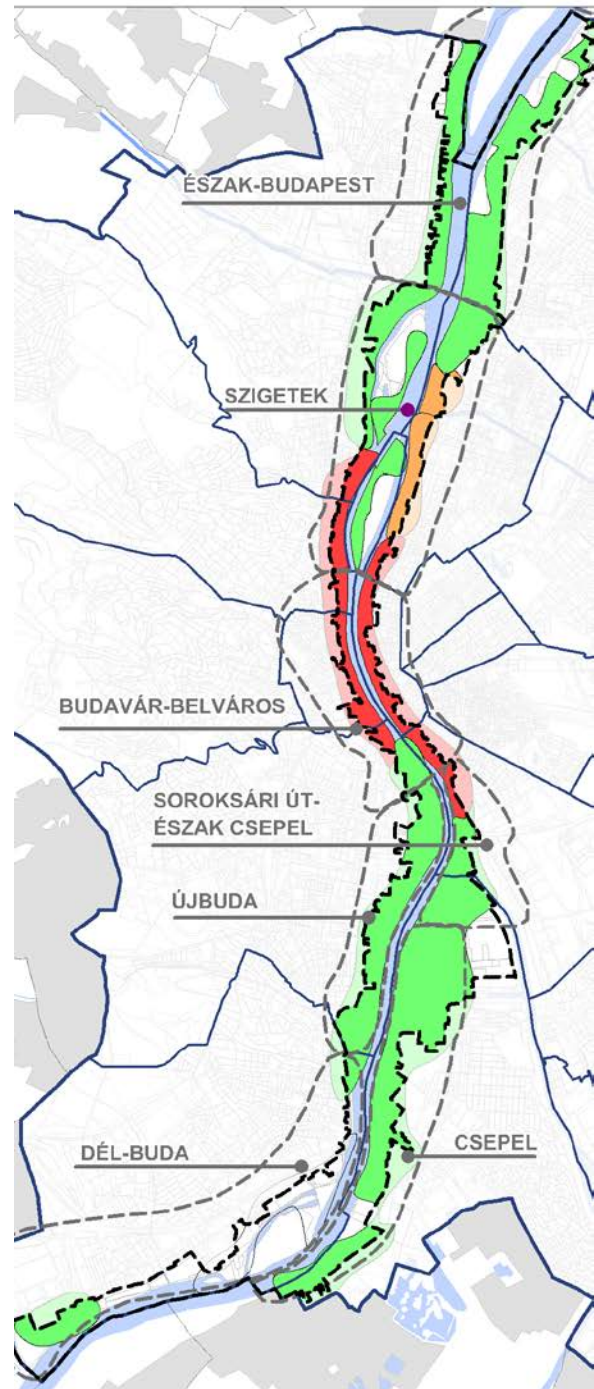 ÉSZAK-BUDAPEST
SZIGETEK
BUDAVÁR-BELVÁROS
SOROKSÁRI ÚT-
ÉSZAK CSEPEL
ÚJBUDA
DÉL-BUDA
CSEPEL